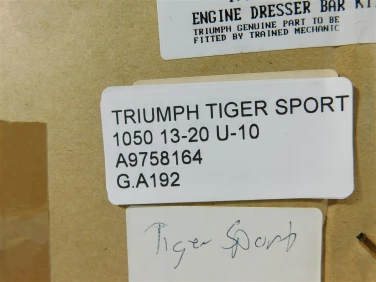 ENGINE DRESSER BAR KI
TRIUMPH GENUINE PART TO BE
FITTED BY TRAINED MECHANIC
TRIUMPH TIGER SPORT
1050 13-20 U-10
A9758164
G.A192
Tiger Sport